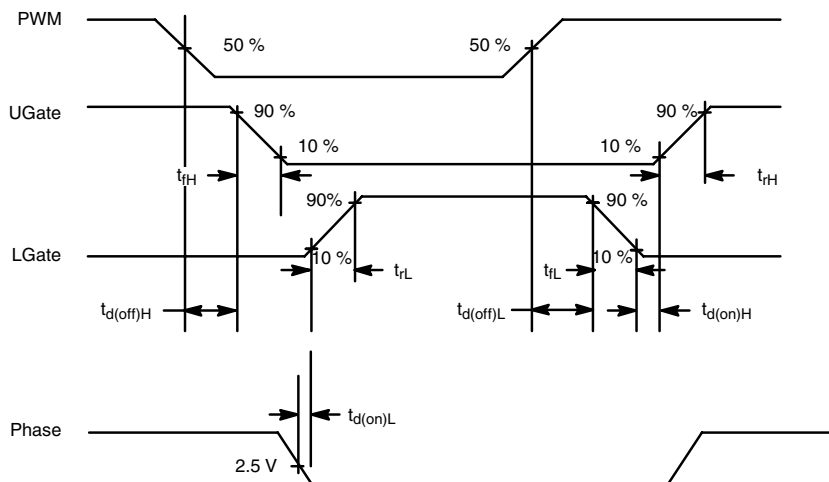 PWM
50 %
50 %
UGate
90 %
90 %
10 %
10 %
tfH
trH
90%
90 %
LGate
10 %
10 %
trL
tfL
td(off)H
td(off)L
td(on)H
td(on)L
Phase
2.5 V